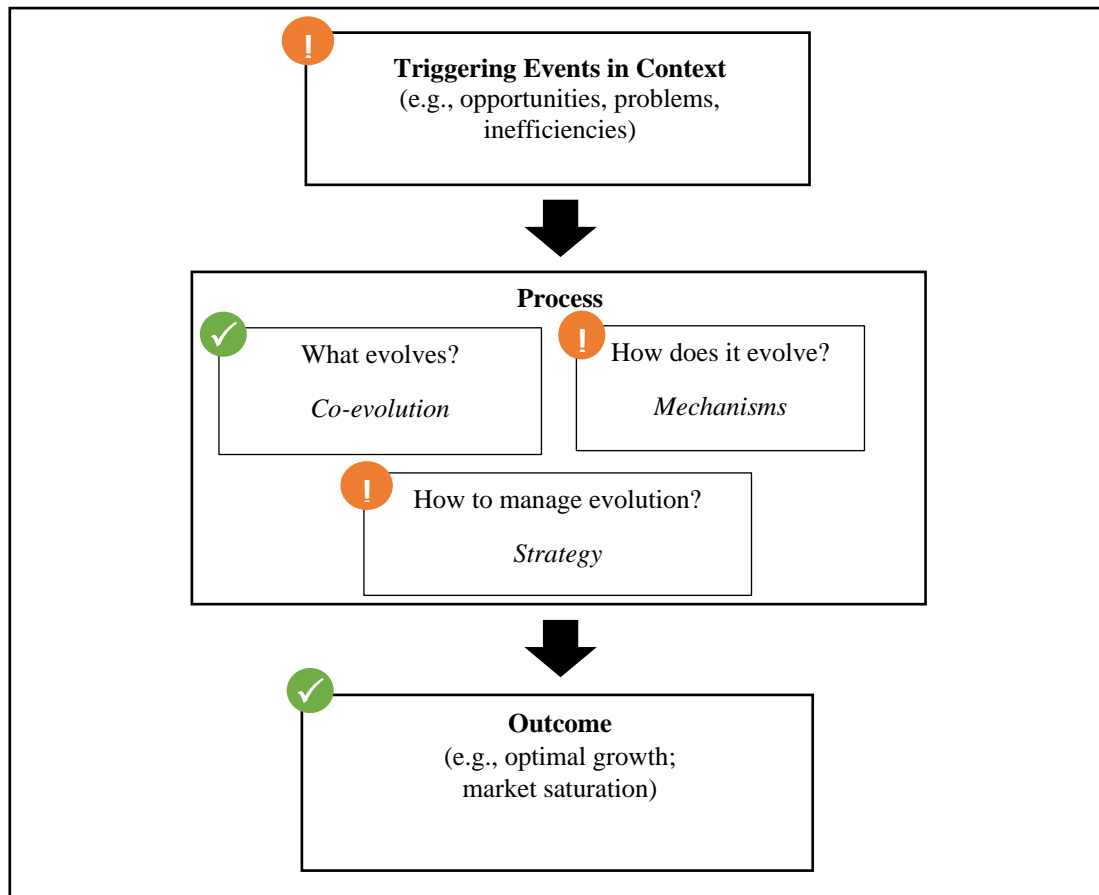 !
Triggering Events in Context
(e.g., opportunities, problems,
inefficiencies)
Process
✓
What evolves?
Co-evolution
!
How does it evolve?
Mechanisms
!
How to manage evolution?
Strategy
✓
Outcome
(e.g., optimal growth;
market saturation)